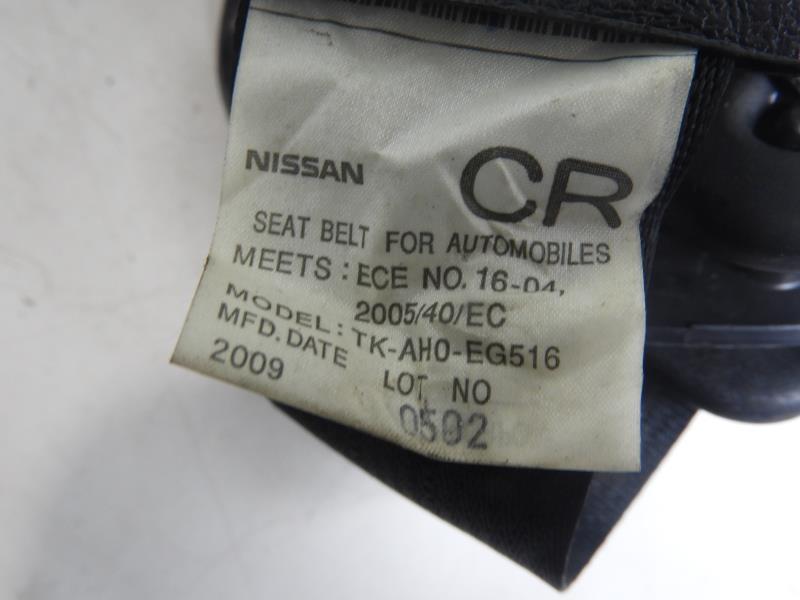 NISSAN CR
SEAT BELT FOR AUTOMOBILES
MEETS : ECE NO. 16-04,
2005/40/EC
MODEL : TK-AH0-EG516
MFD. DATE LOT NO
2009 0502